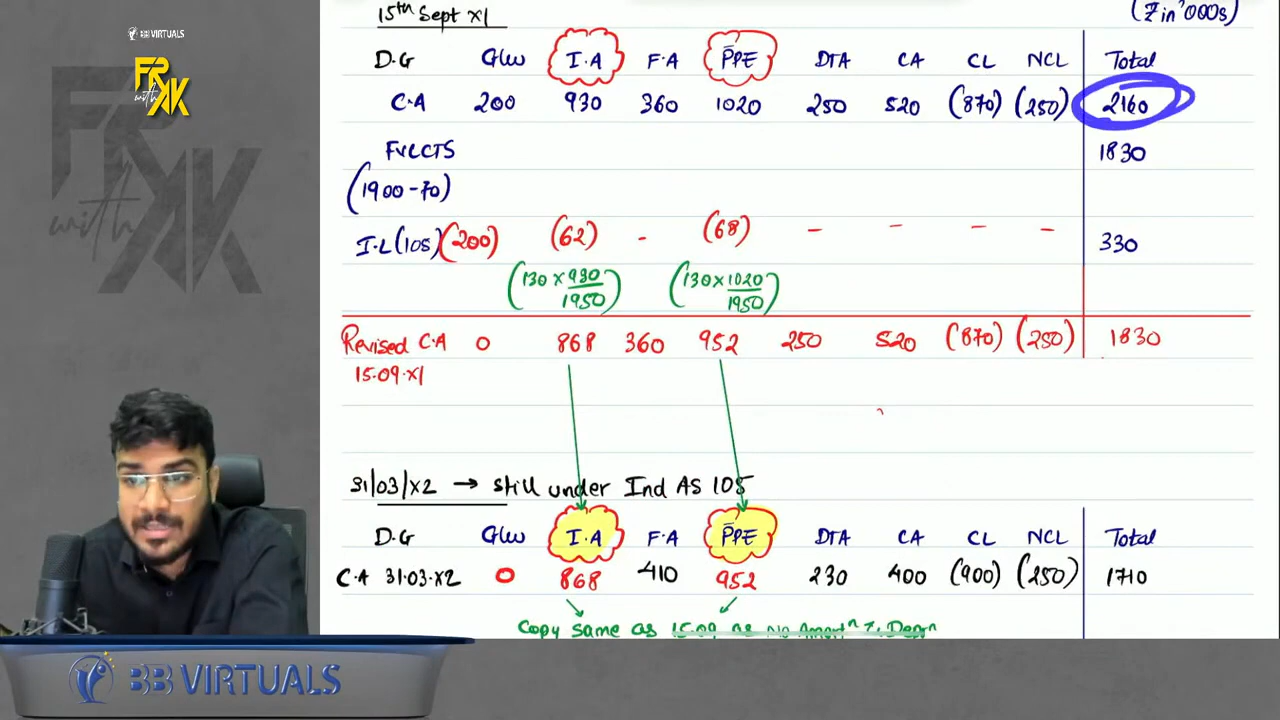 15th Sept X1
(₹ in '000s)
BB VIRTUALS
FR with AK
D.G Glw I.A F.A PPE DTA CA CL NCL Total
C.A 200 930 360 1020 250 520 (870) (250) 2160
FVLCTS 1830
(1900-70)
I.L (105) (200) (62) - (68) - - - - 330
(130 × 930/1950) (130 × 1020/1950)
Revised C.A 0 868 360 952 250 520 (870) (250) 1830
15.09.X1
31/03/X2 → still under Ind AS 105
D.G Glw I.A F.A PPE DTA CA CL NCL Total
C.A 31.03.X2 0 868 410 952 230 400 (900) (250) 1710
Copy same as 15.09 as No Amortn
BB VIRTUALS